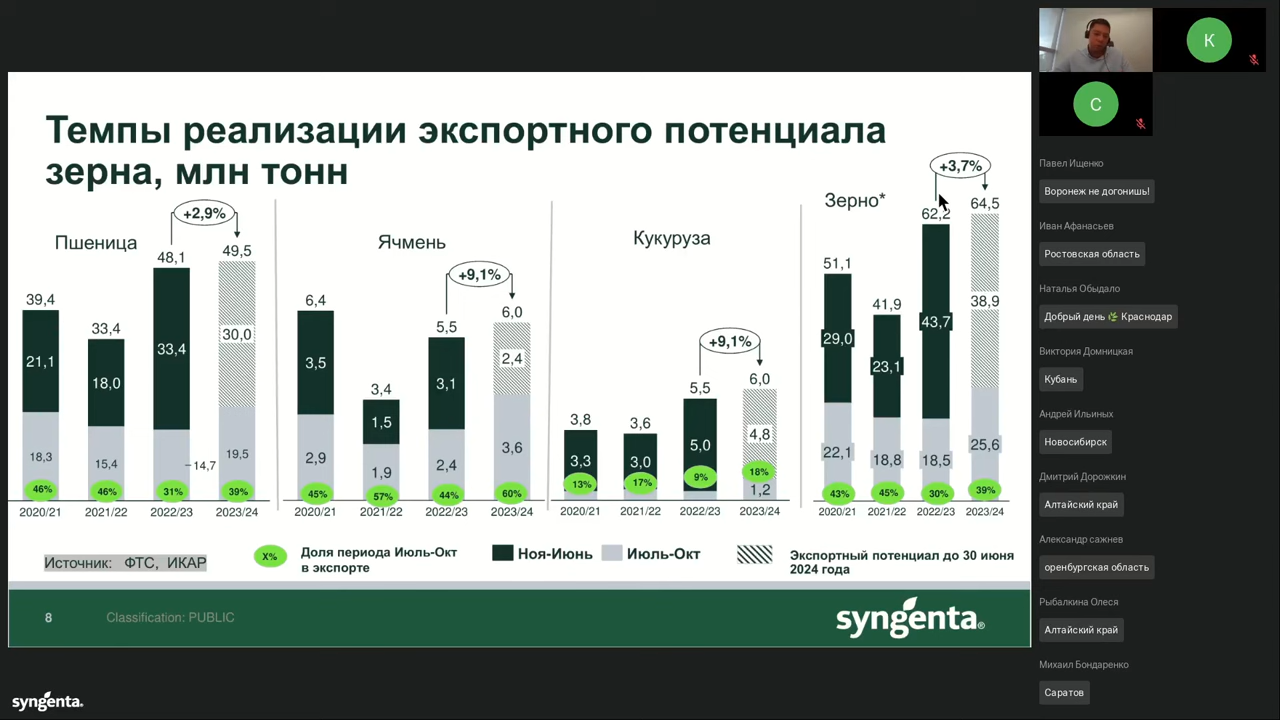 Темпы реализации экспортного потенциала
зерна, млн тонн
Пшеница
+2,9%
39,4
21,1
18,3
46%
2020/21
33,4
18,0
15,4
46%
2021/22
48,1
33,4
14,7
31%
2022/23
49,5
30,0
19,5
39%
2023/24
Ячмень
+9,1%
6,4
3,5
2,9
45%
2020/21
3,4
1,5
1,9
57%
2021/22
5,5
3,1
2,4
44%
2022/23
6,0
2,4
3,6
60%
2023/24
Кукуруза
+9,1%
3,8
3,3
13%
2020/21
3,6
3,0
17%
2021/22
5,5
5,0
9%
2022/23
6,0
4,8
18%
1,2
2023/24
Зерно*
+3,7%
51,1
29,0
22,1
43%
2020/21
41,9
23,1
18,8
45%
2021/22
62,2
43,7
18,5
30%
2022/23
64,5
38,9
25,6
39%
2023/24
Источник: ФТС, ИКАР
X%
Доля периода Июль-Окт
в экспорте
Ноя-Июнь
Июль-Окт
Экспортный потенциал до 30 июня
2024 года
8
Classification: PUBLIC
syngenta®
syngenta.
К
С
Павел Ищенко
Воронеж не догонишь!
Иван Афанасьев
Ростовская область
Наталья Обыдало
Добрый день 🌿 Краснодар
Виктория Домницкая
Кубань
Андрей Ильиных
Новосибирск
Дмитрий Дорожкин
Алтайский край
Александр сажнев
оренбургская область
Рыбалкина Олеся
Алтайский край
Михаил Бондаренко
Саратов